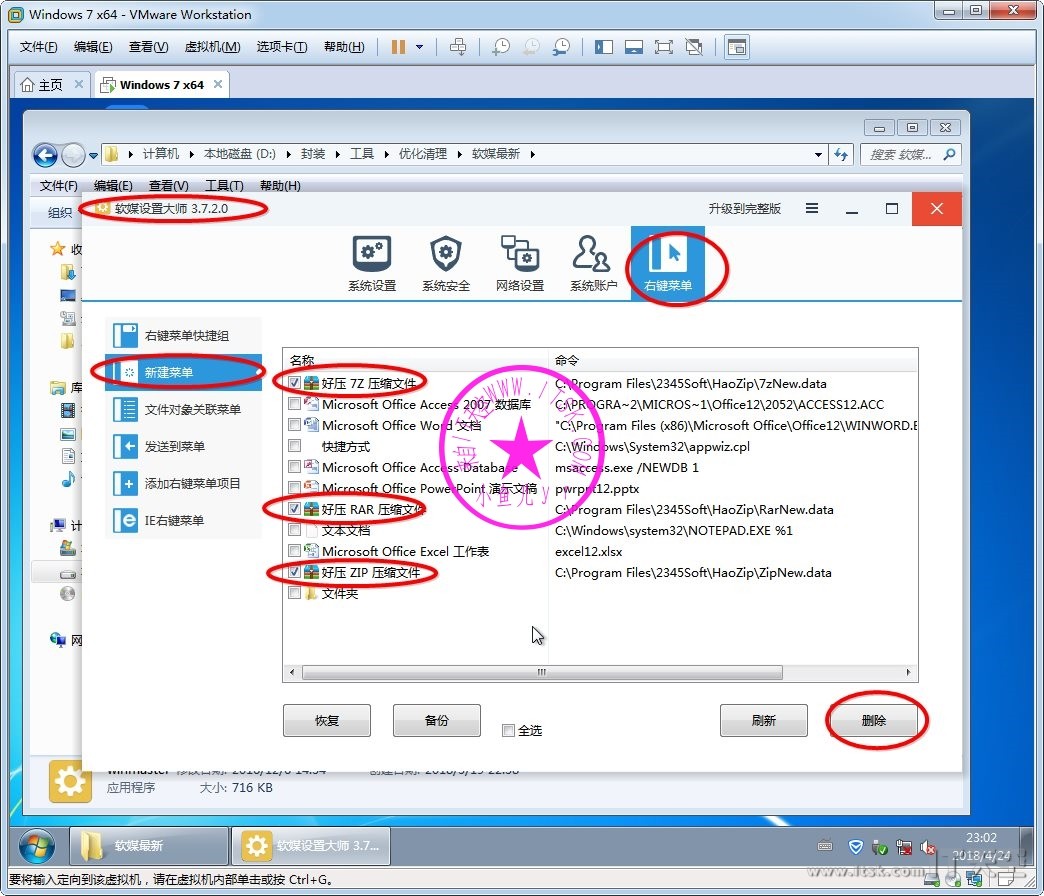 Windows 7 x64 - VMware Workstation
文件(F) 编辑(E) 查看(V) 虚拟机(M) 选项卡(T) 帮助(H)
主页 Windows 7 x64
计算机 本地磁盘 (D:) 封装 工具 优化清理 软媒最新 搜索 软媒...
文件(F) 编辑(E) 查看(V) 工具(T) 帮助(H)
组织
软媒设置大师 3.7.2.0 升级到完整版
系统设置 系统安全 网络设置 系统账户 右键菜单
收
库
计
网
右键菜单快捷组
新建菜单
文件对象关联菜单
发送到菜单
添加右键菜单项目
IE右键菜单
名称 命令
好压 7Z 压缩文件 C:\Program Files\2345Soft\HaoZip\7zNew.data
Microsoft Office Access 2007 数据库 C:\PROGRA~2\MICROS~1\Office12\2052\ACCESS12.ACC
Microsoft Office Word 文档 "C:\Program Files (x86)\Microsoft Office\Office12\WINWORD.E
快捷方式 C:\Windows\System32\appwiz.cpl
Microsoft Office Access Database msaccess.exe /NEWDB 1
Microsoft Office PowerPoint 演示文稿 pwrpnt12.pptx
好压 RAR 压缩文件 C:\Program Files\2345Soft\HaoZip\RarNew.data
文本文档 C:\Windows\system32\NOTEPAD.EXE %1
Microsoft Office Excel 工作表 excel12.xlsx
好压 ZIP 压缩文件 C:\Program Files\2345Soft\HaoZip\ZipNew.data
文件夹
恢复 备份 全选 刷新 删除
winmaster 修改日期: 2016/12/6 14:54 创建日期: 2018/3/19 22:58
应用程序 大小: 716 KB
软媒最新 软媒设置大师 3.7...
23:02
2018/4/24
要将输入定向到该虚拟机，请在虚拟机内部单击或按 Ctrl+G。
www.itsk.com